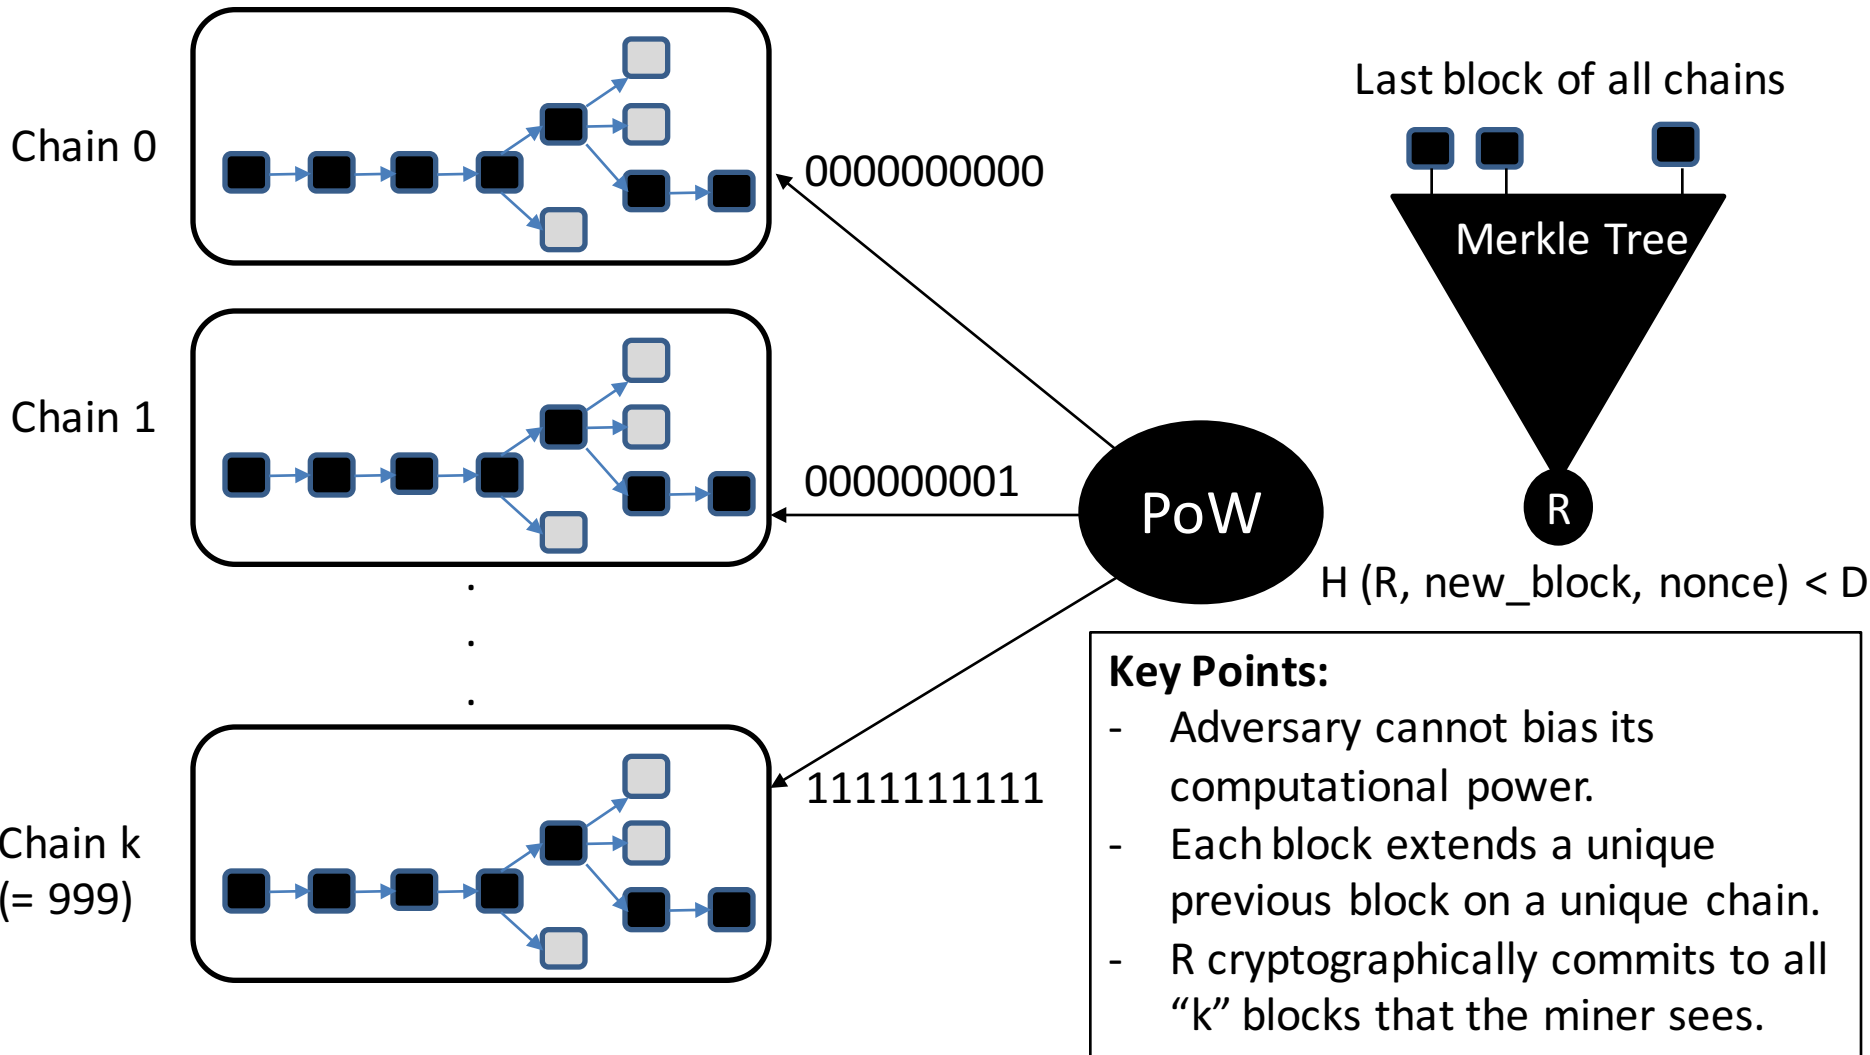 Chain 0
0000000000
Chain 1
000000001
.
.
.
Chain k
(= 999)
1111111111
PoW
Last block of all chains
Merkle Tree
R
H (R, new_block, nonce) < D
Key Points:
- Adversary cannot bias its
computational power.
- Each block extends a unique
previous block on a unique chain.
- R cryptographically commits to all
“k” blocks that the miner sees.